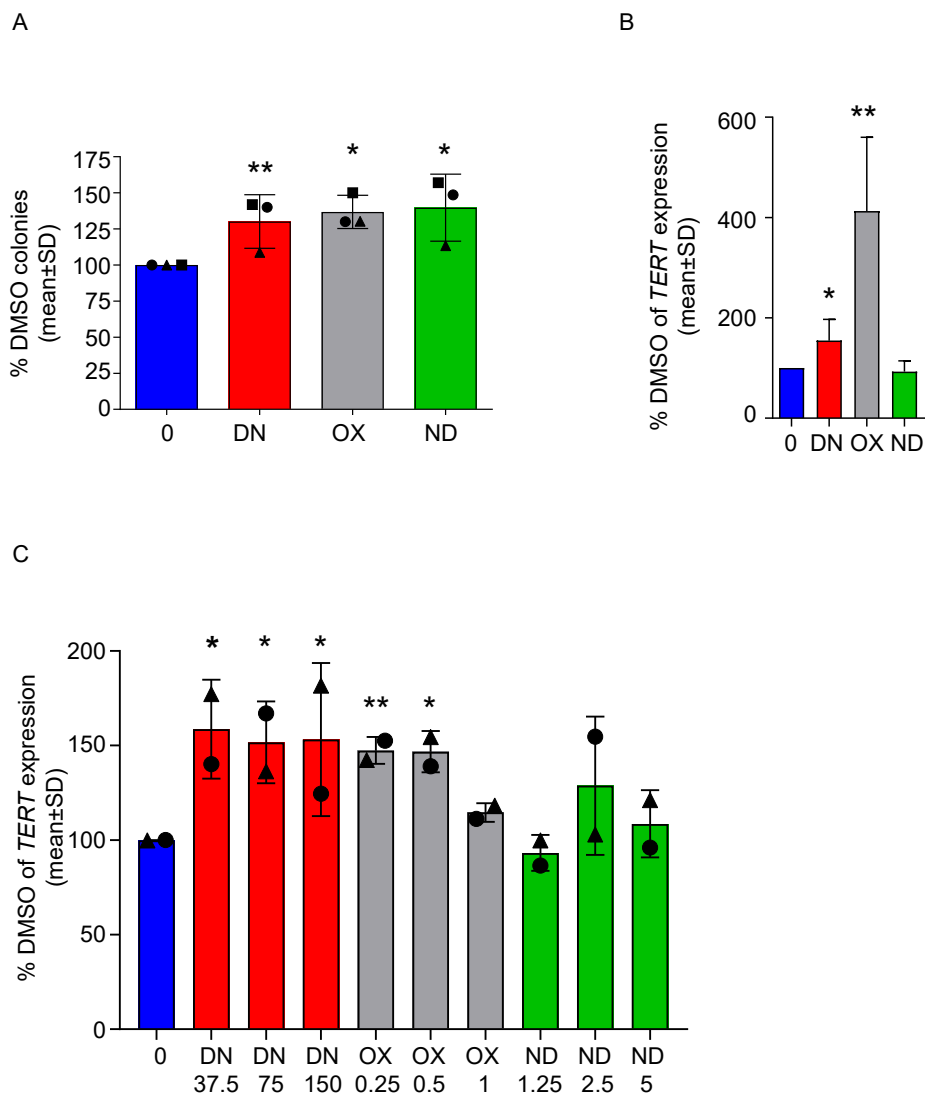 A
% DMSO colonies
(mean±SD)
175
150
125
100
75
50
25
0
** * *
0 DN OX ND
B
% DMSO of TERT expression
(mean±SD)
600
400
200
0
* **
0 DN OX ND
C
% DMSO of TERT expression
(mean±SD)
200
150
100
50
0
* * * ** *
0 DN DN DN OX OX OX ND ND ND
37.5 75 150 0.25 0.5 1 1.25 2.5 5